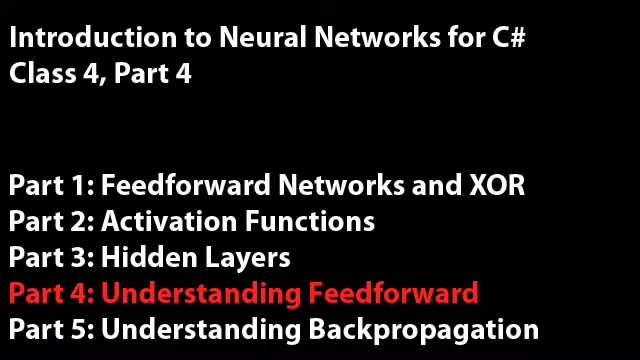 Introduction to Neural Networks for C#
Class 4, Part 4
Part 1: Feedforward Networks and XOR
Part 2: Activation Functions
Part 3: Hidden Layers
Part 4: Understanding Feedforward
Part 5: Understanding Backpropagation